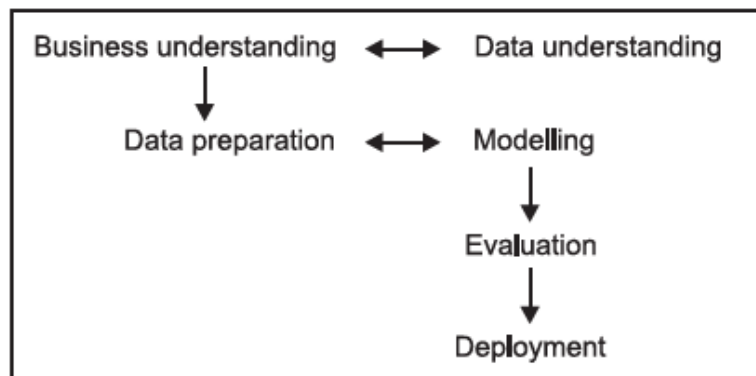 Business understanding Data understanding
Data preparation Modelling
Evaluation
Deployment